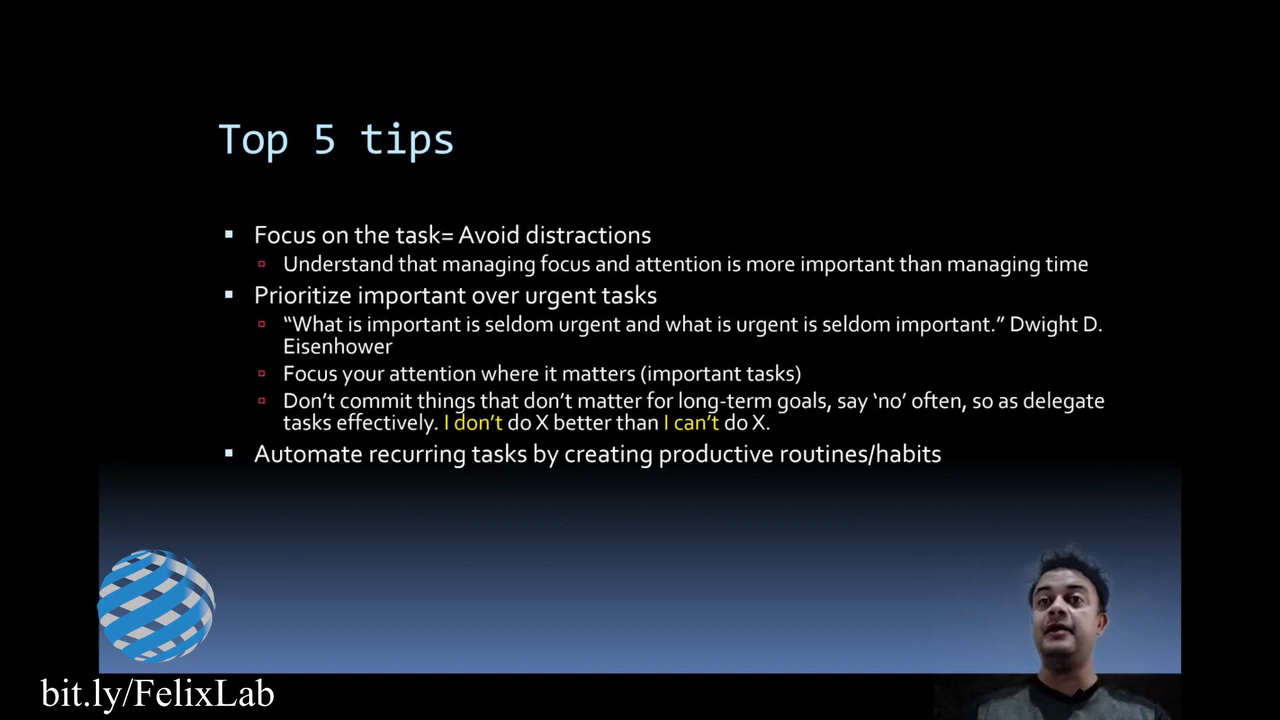 Top 5 tips
Focus on the task= Avoid distractions
Understand that managing focus and attention is more important than managing time
Prioritize important over urgent tasks
“What is important is seldom urgent and what is urgent is seldom important.” Dwight D.
Eisenhower
Focus your attention where it matters (important tasks)
Don’t commit things that don’t matter for long-term goals, say ‘no’ often, so as delegate
tasks effectively. I don’t do X better than I can’t do X.
Automate recurring tasks by creating productive routines/habits
bit.ly/FelixLab